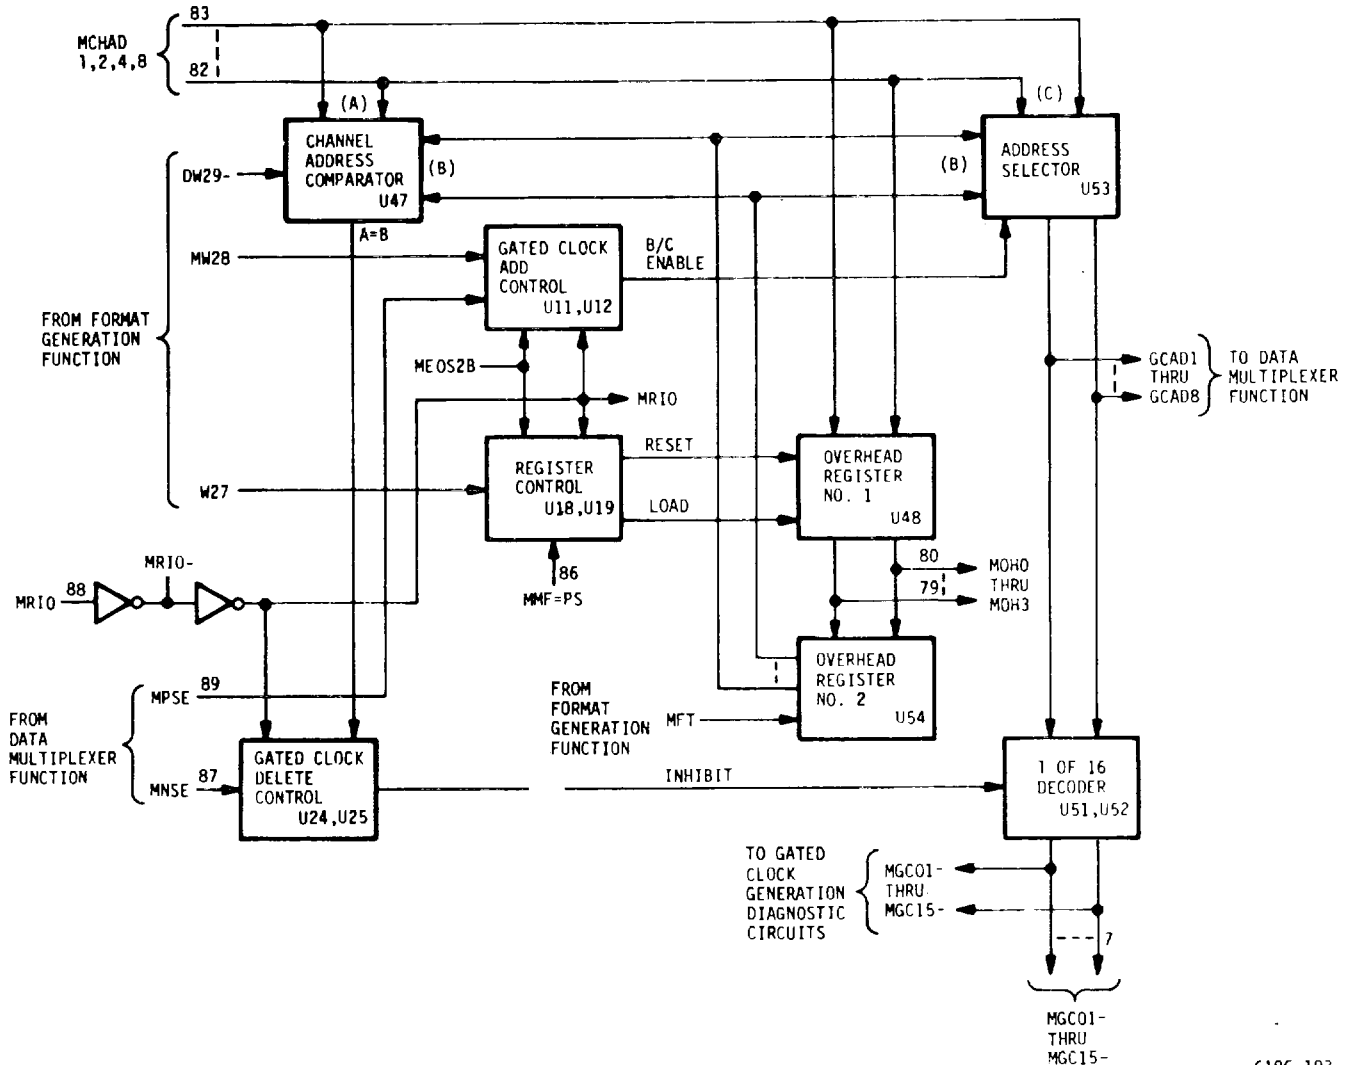 83
MCHAD
1,2,4,8
82
(A)
(C)
CHANNEL
ADDRESS
COMPARATOR
U47
(B)
(B)
ADDRESS
SELECTOR
U53
DW29-
A=B
MW28
GATED CLOCK
ADD
CONTROL
U11,U12
B/C
ENABLE
FROM FORMAT
GENERATION
FUNCTION
MEOS2B
MRIO
GCAD1
THRU
GCAD8
TO DATA
MULTIPLEXER
FUNCTION
W27
REGISTER
CONTROL
U18,U19
RESET
LOAD
OVERHEAD
REGISTER
NO. 1
U48
86
MMF=PS
80
79
MOH0
THRU
MOH3
MRIO-
MRIO
88
OVERHEAD
REGISTER
NO. 2
U54
FROM
FORMAT
GENERATION
FUNCTION
MFT
FROM
DATA
MULTIPLEXER
FUNCTION
MPSE
89
MNSE
87
GATED CLOCK
DELETE
CONTROL
U24,U25
INHIBIT
1 OF 16
DECODER
U51,U52
TO GATED
CLOCK
GENERATION
DIAGNOSTIC
CIRCUITS
MGC01-
THRU
MGC15-
7
MGC01-
THRU
MGC15-